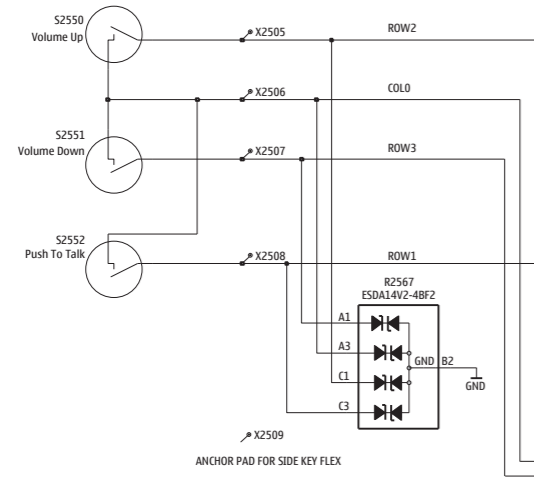 S2550
Volume Up
X2505
ROW2
X2506
COL0
S2551
Volume Down
X2507
ROW3
S2552
Push To Talk
X2508
ROW1
R2567
ESDA14V2-4BF2
A1
A3
GND B2
C1
GND
C3
X2509
ANCHOR PAD FOR SIDE KEY FLEX